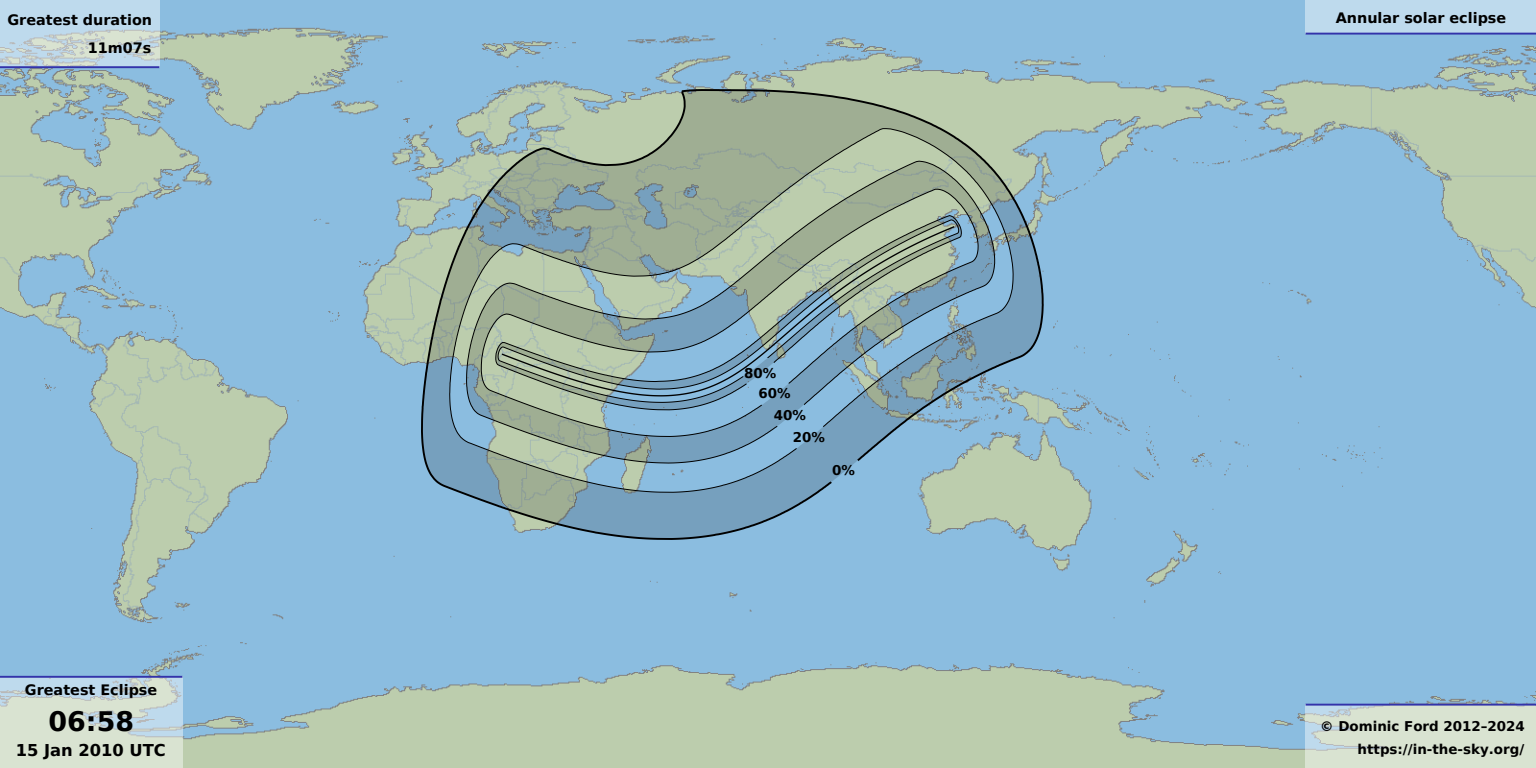 Greatest duration
11m07s
Annular solar eclipse
80%
60%
40%
20%
0%
Greatest Eclipse
06:58
15 Jan 2010 UTC
© Dominic Ford 2012–2024
https://in-the-sky.org/